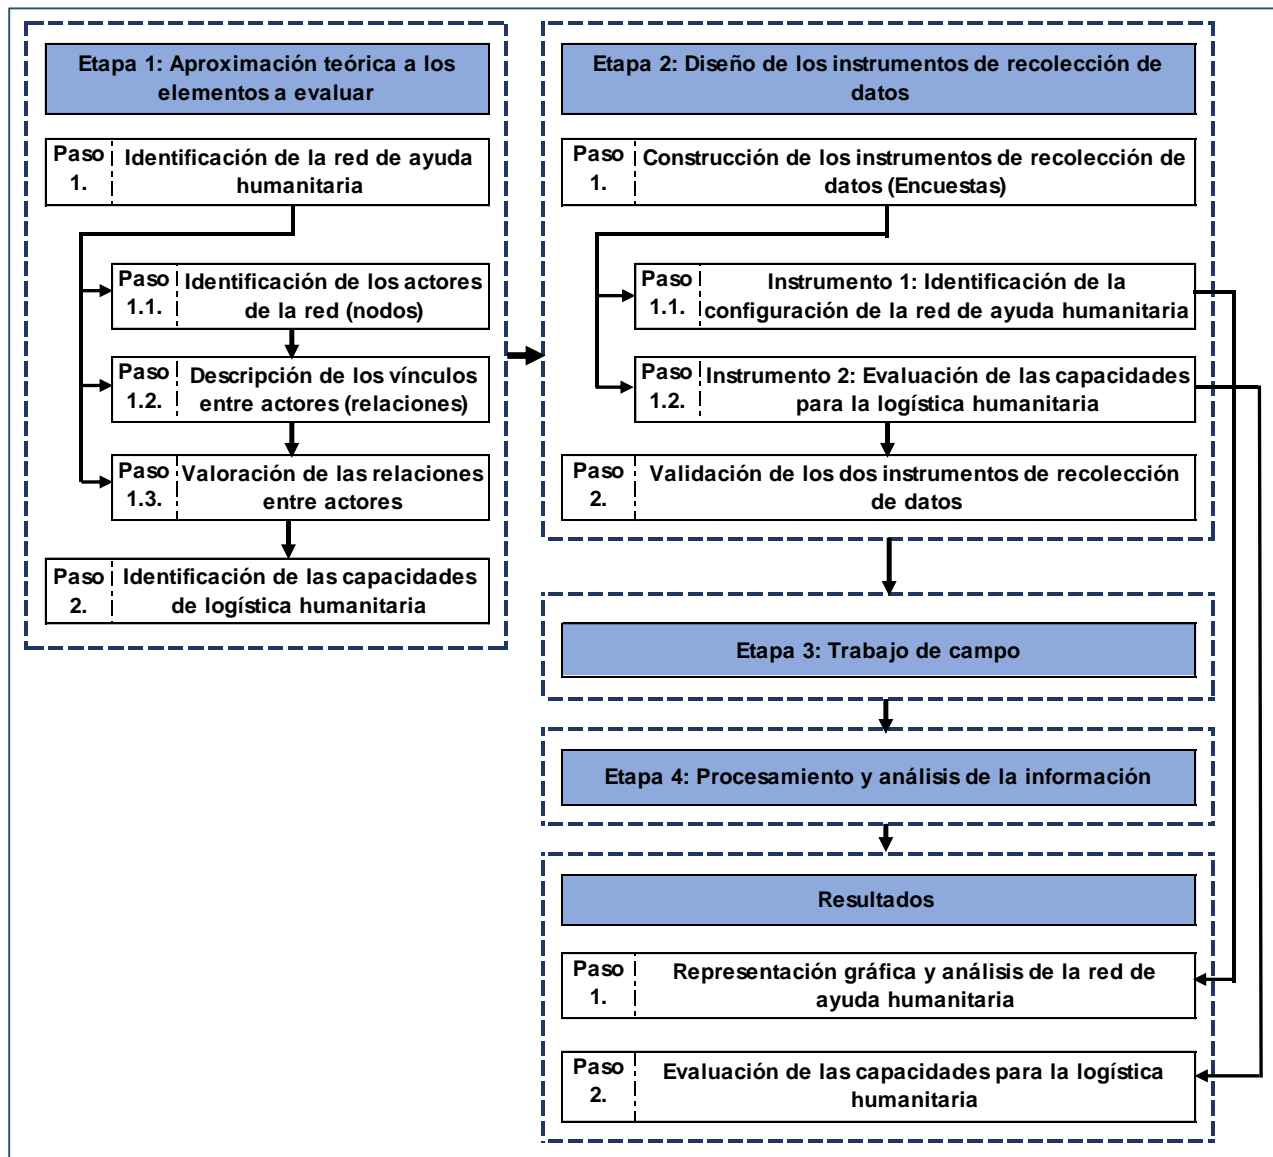 Etapa 1: Aproximación teórica a los
elementos a evaluar
Paso
1.
Identificación de la red de ayuda
humanitaria
Paso
1.1.
Identificación de los actores
de la red (nodos)
Paso
1.2.
Descripción de los vínculos
entre actores (relaciones)
Paso
1.3.
Valoración de las relaciones
entre actores
Paso
2.
Identificación de las capacidades
de logística humanitaria
Etapa 2: Diseño de los instrumentos de recolección de
datos
Paso
1.
Construcción de los instrumentos de recolección de
datos (Encuestas)
Paso
1.1.
Instrumento 1: Identificación de la
configuración de la red de ayuda humanitaria
Paso
1.2.
Instrumento 2: Evaluación de las capacidades
para la logística humanitaria
Paso
2.
Validación de los dos instrumentos de recolección
de datos
Etapa 3: Trabajo de campo
Etapa 4: Procesamiento y análisis de la información
Resultados
Paso
1.
Representación gráfica y análisis de la red de
ayuda humanitaria
Paso
2.
Evaluación de las capacidades para la logística
humanitaria